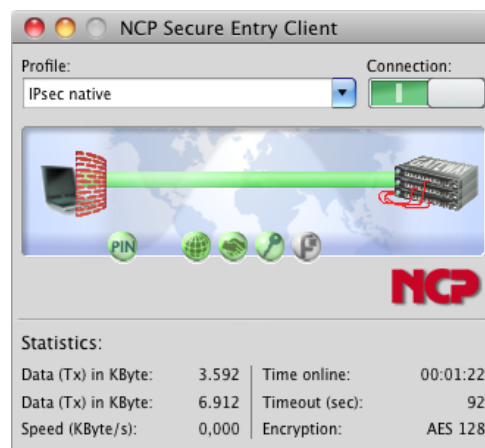 NCP Secure Entry Client
Profile: Connection:
IPsec native
PIN
NCP
Statistics:
Data (Tx) in KByte: 3.592 Time online: 00:01:22
Data (Tx) in KByte: 6.912 Timeout (sec): 92
Speed (KByte/s): 0,000 Encryption: AES 128